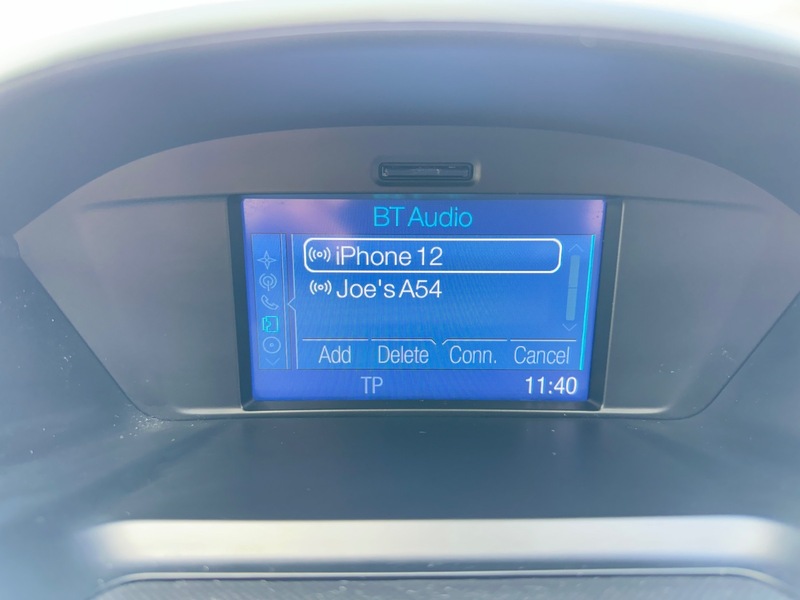 BT Audio
iPhone 12
Joe's A54
Add Delete Conn. Cancel
TP 11:40